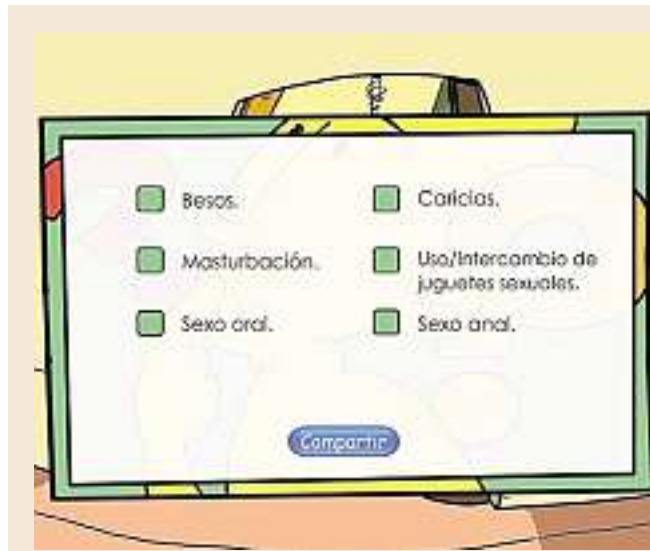 Besos.
Caricias.
Masturbación.
Uso/Intercambio de
juguetes sexuales.
Sexo oral.
Sexo anal.
Compartir